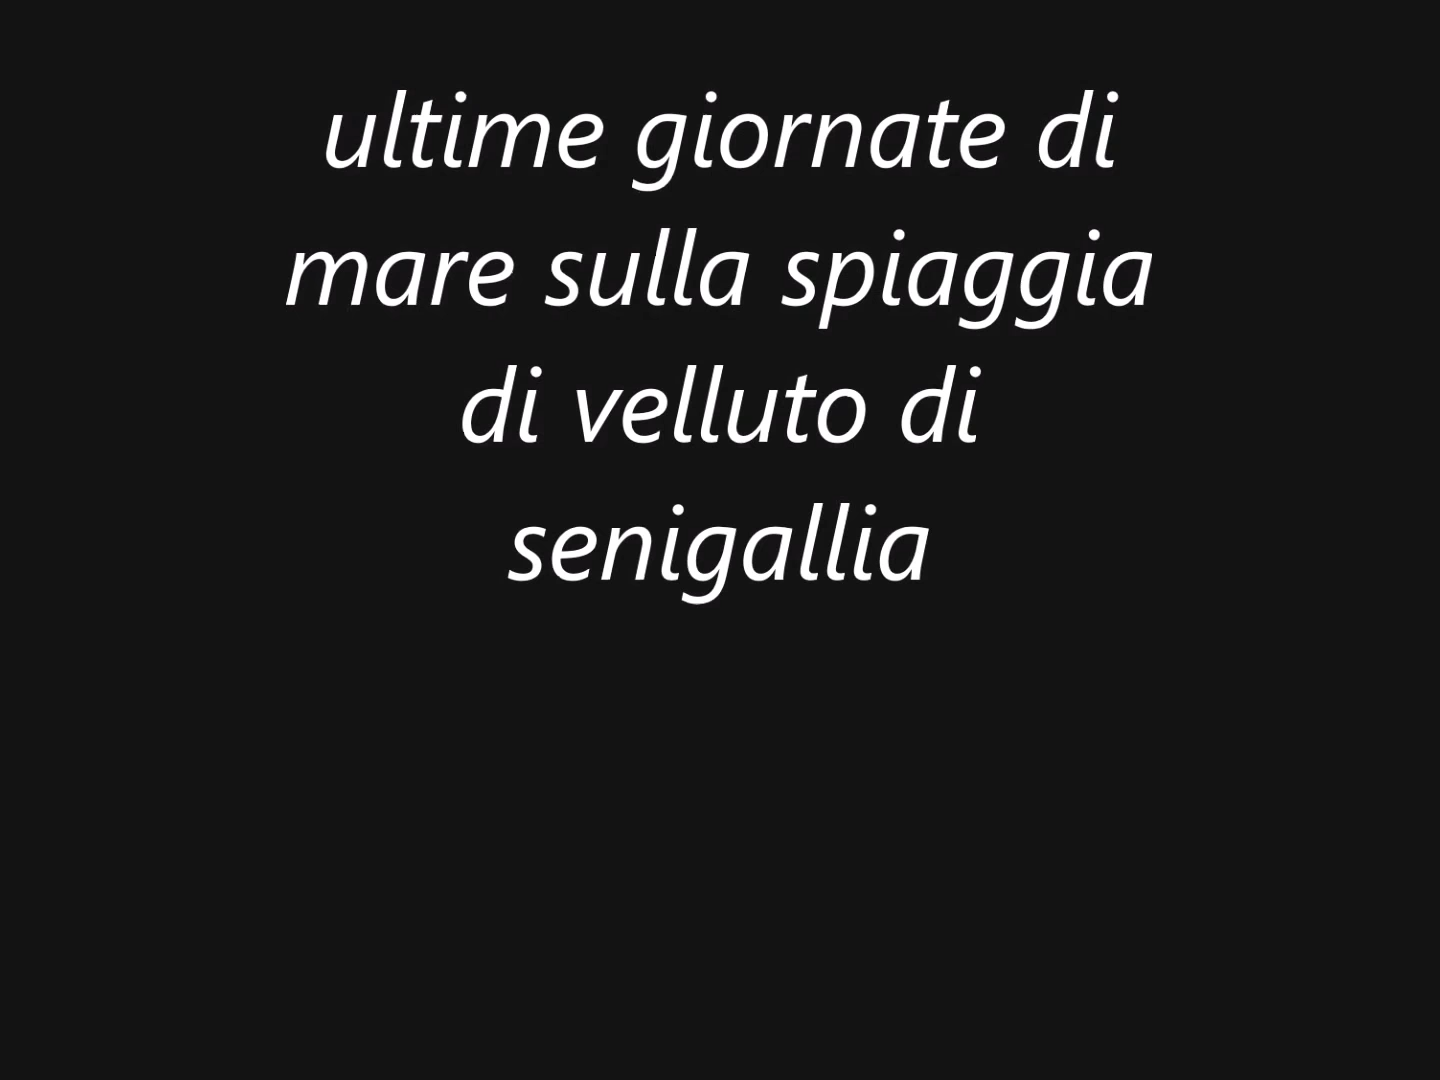 ultime giornate di
mare sulla spiaggia
di velluto di
senigallia